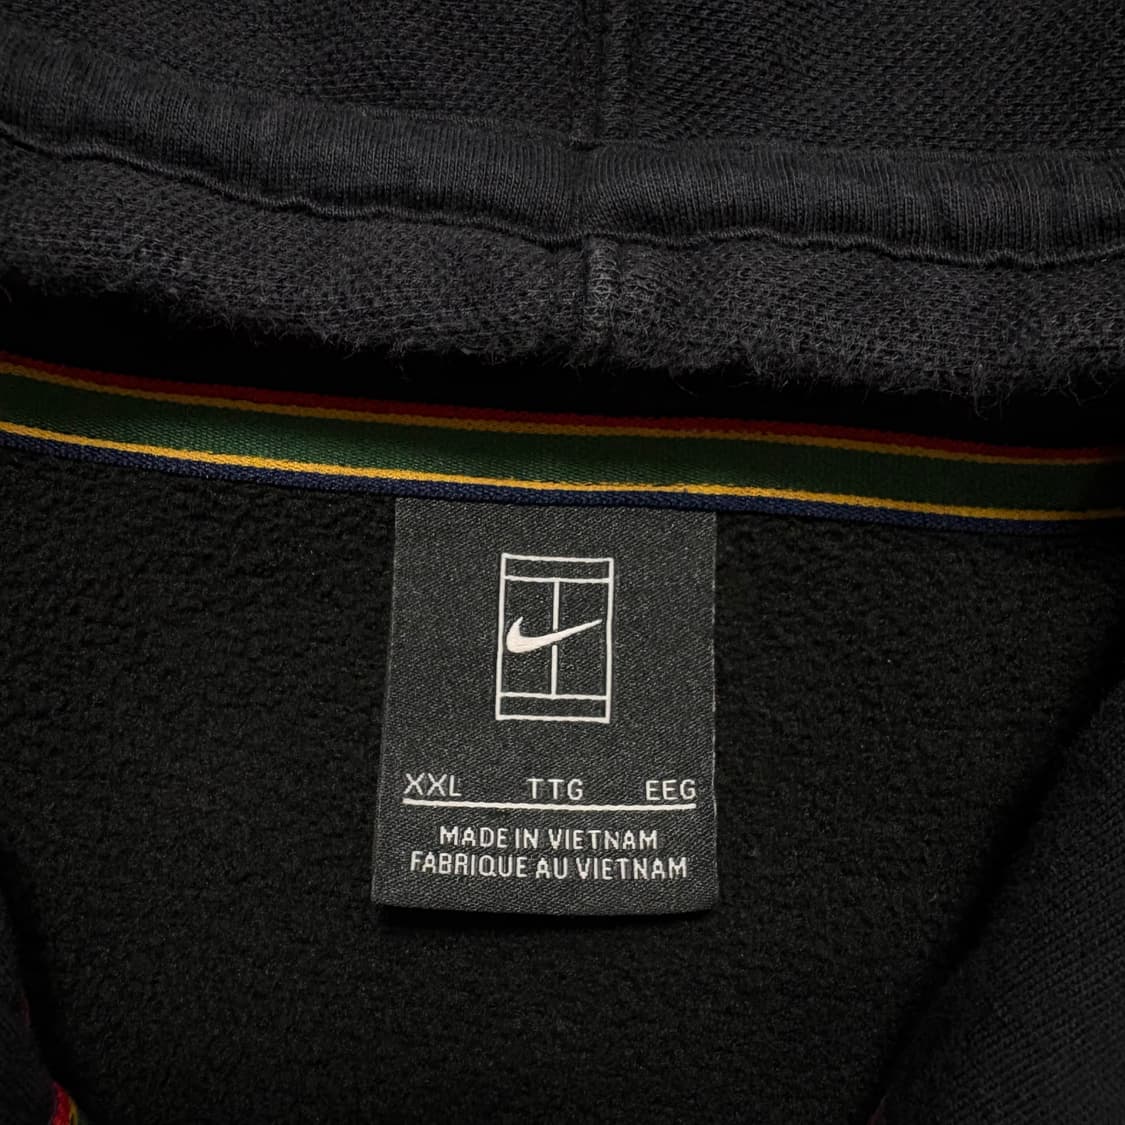 XXL TTG EEG
MADE IN VIETNAM
FABRIQUE AU VIETNAM